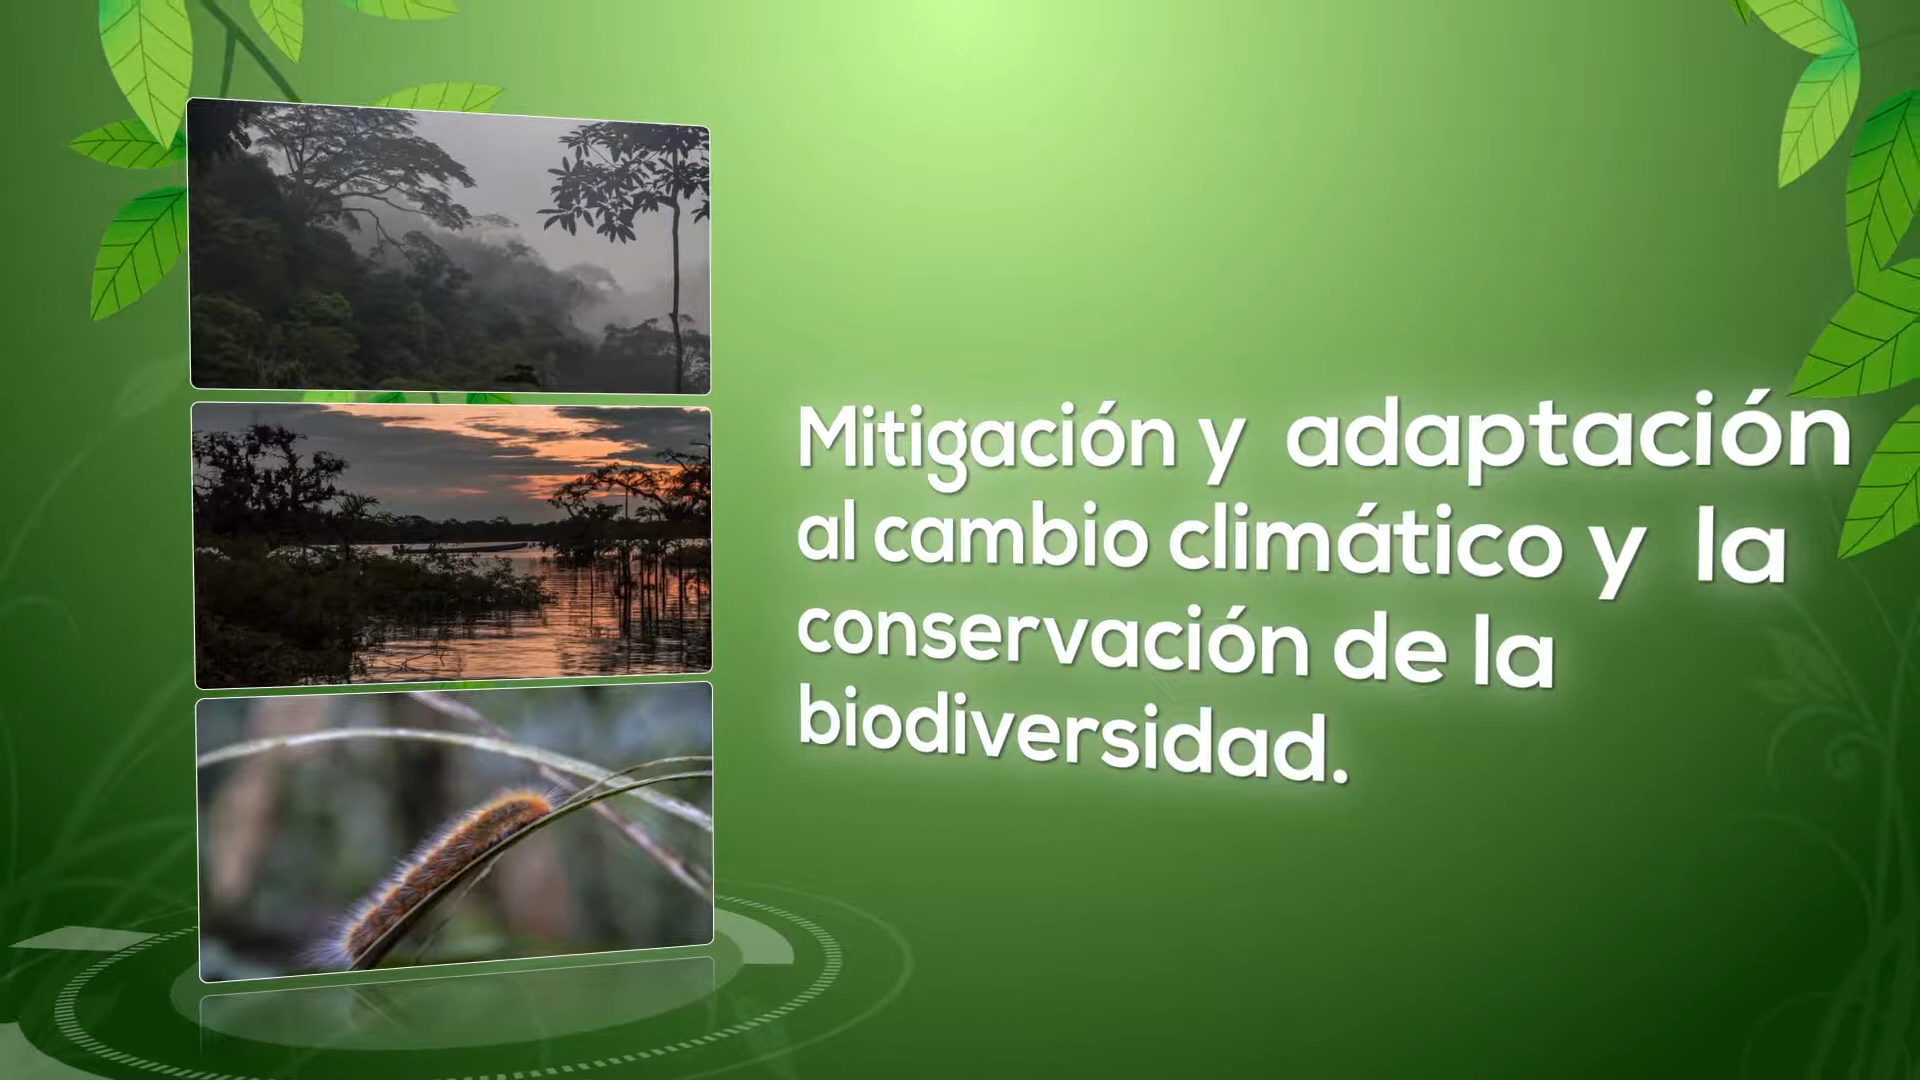 Mitigación y adaptación
al cambio climático y la
conservación de la
biodiversidad.